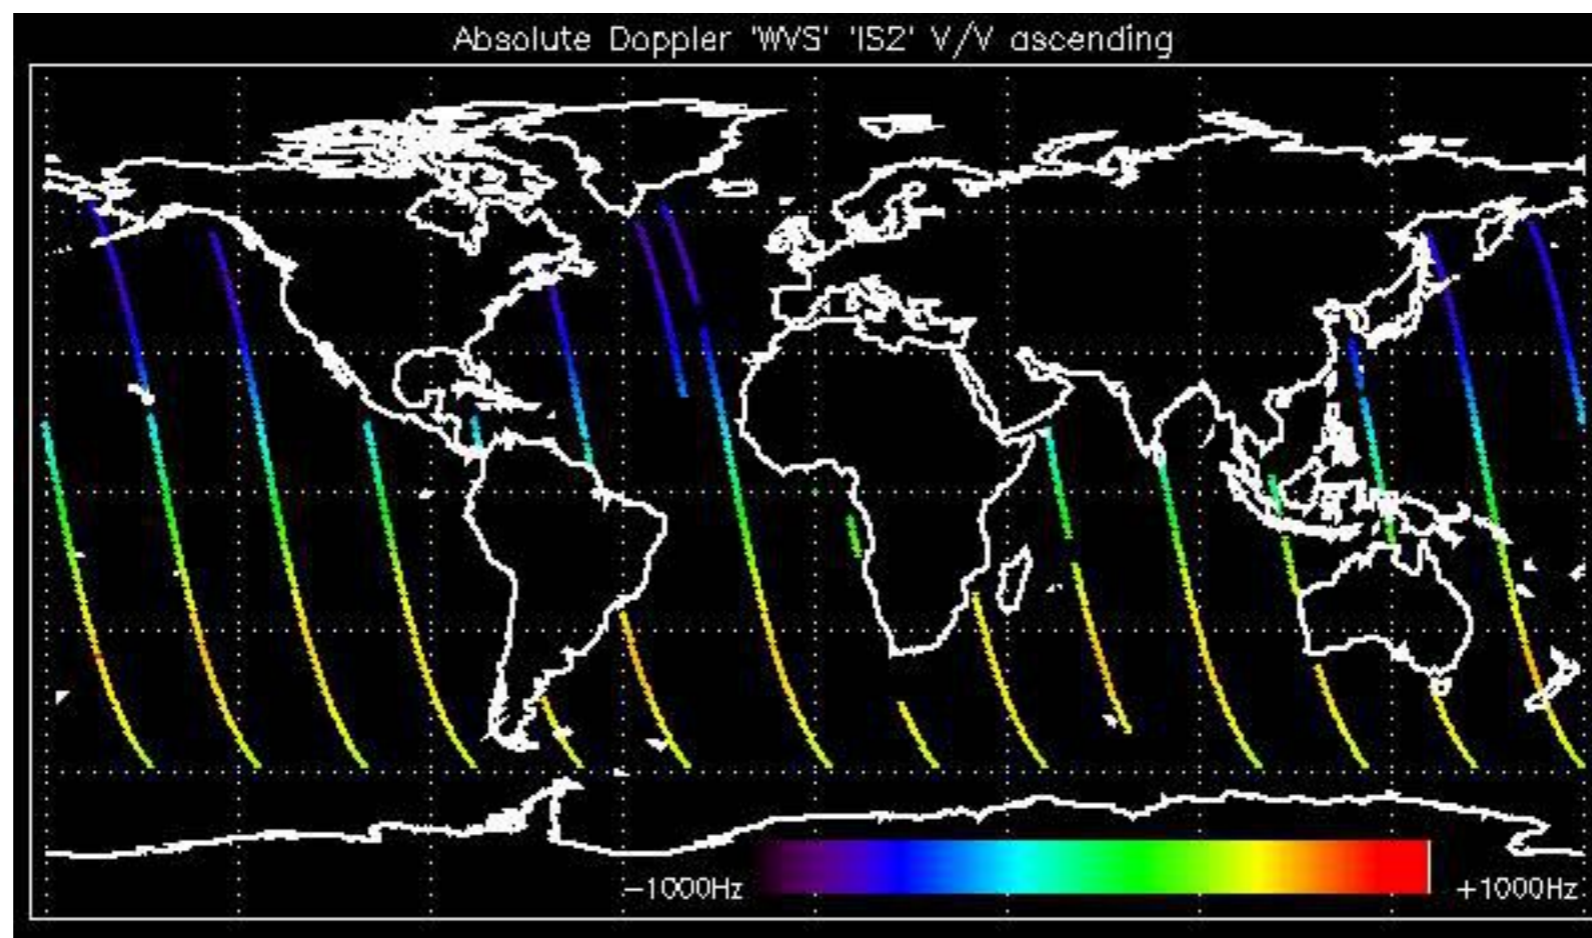 Absolute Doppler 'WVS' 'IS2' V/V ascending
-1000Hz +1000Hz